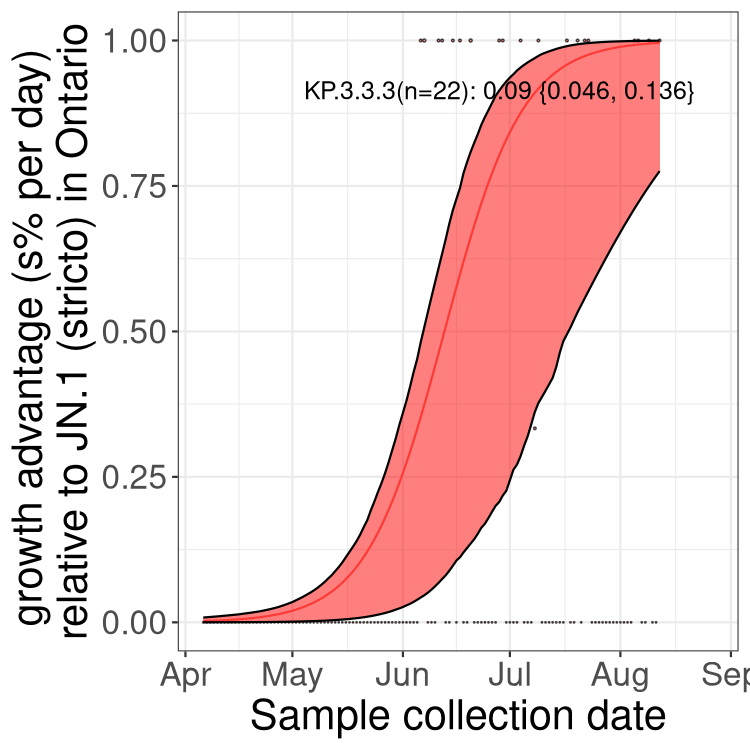 growth advantage (s% per day)
relative to JN.1 (stricto) in Ontario
1.00
0.75
0.50
0.25
0.00
KP.3.3.3(n=22): 0.09 {0.046, 0.136}
Apr May Jun Jul Aug Sep
Sample collection date